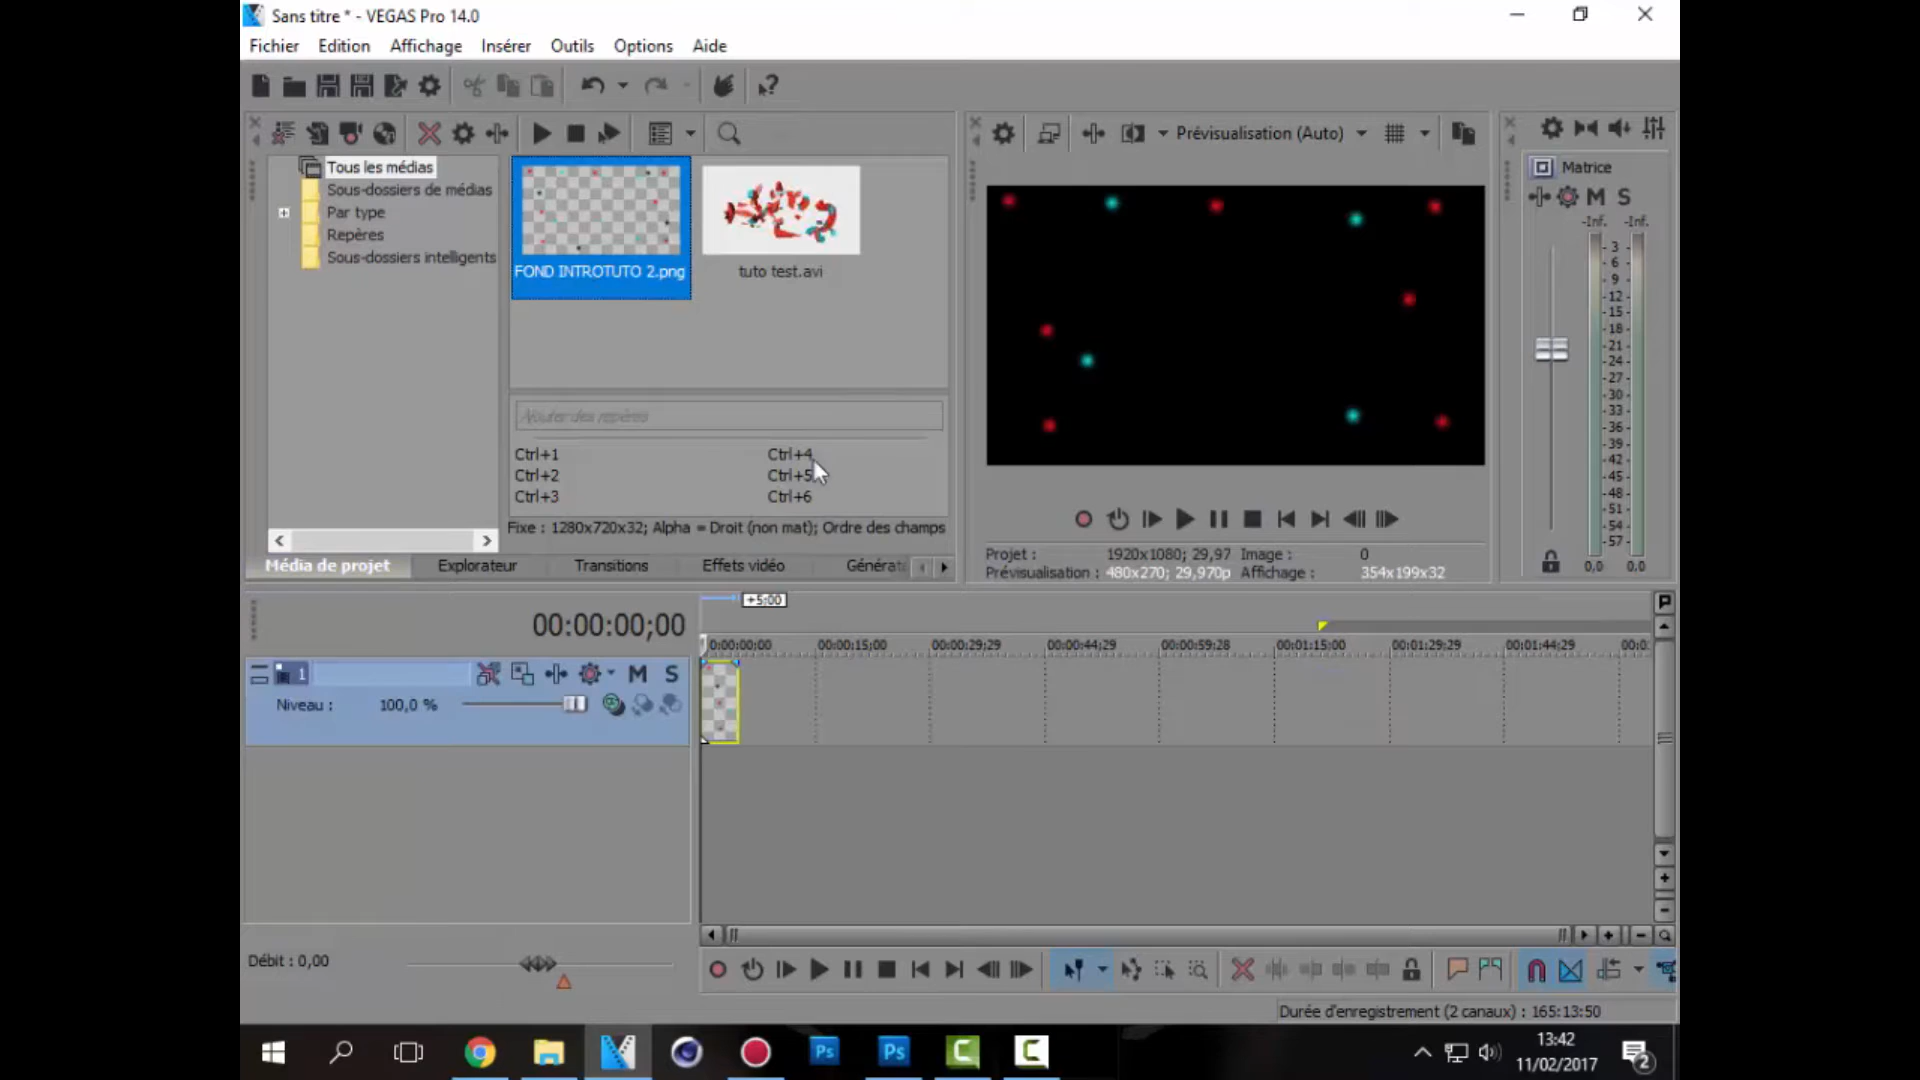 Sans titre * - VEGAS Pro 14.0
Fichier Edition Affichage Insérer Outils Options Aide
Prévisualisation (Auto)
Tous les médias
Sous-dossiers de médias
Par type
Repères
Sous-dossiers intelligents
FOND INTROTUTO 2.png
tuto test.avi
Matrice
M S
-Inf. -Inf.
3
6
9
12
15
18
21
24
27
30
33
36
39
42
45
48
51
54
57
0,0 0,0
Ajouter des repères
Ctrl+1 Ctrl+4
Ctrl+2 Ctrl+5
Ctrl+3 Ctrl+6
Fixe : 1280x720x32; Alpha = Droit (non mat); Ordre des champs
Média de projet Explorateur Transitions Effets vidéo Générat
Projet : 1920x1080; 29,97 Image : 0
Prévisualisation : 480x270; 29,970p Affichage : 354x199x32
+5:00
00:00:00;00
0:00:00;00 00:00:15;00 00:00:29;29 00:00:44;29 00:00:59;28 00:01:15;00 00:01:29;29 00:01:44;29 00:0
1 M S
Niveau : 100,0 %
Débit : 0,00
Durée d'enregistrement (2 canaux) : 165:13:50
Ps Ps
13:42
11/02/2017
2